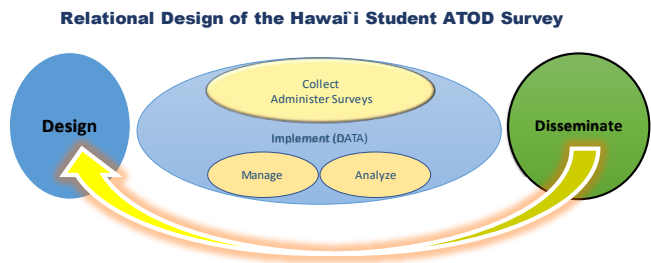 Relational Design of the Hawai`i Student ATOD Survey
Collect
Administer Surveys
Design
Implement (DATA)
Disseminate
Manage
Analyze